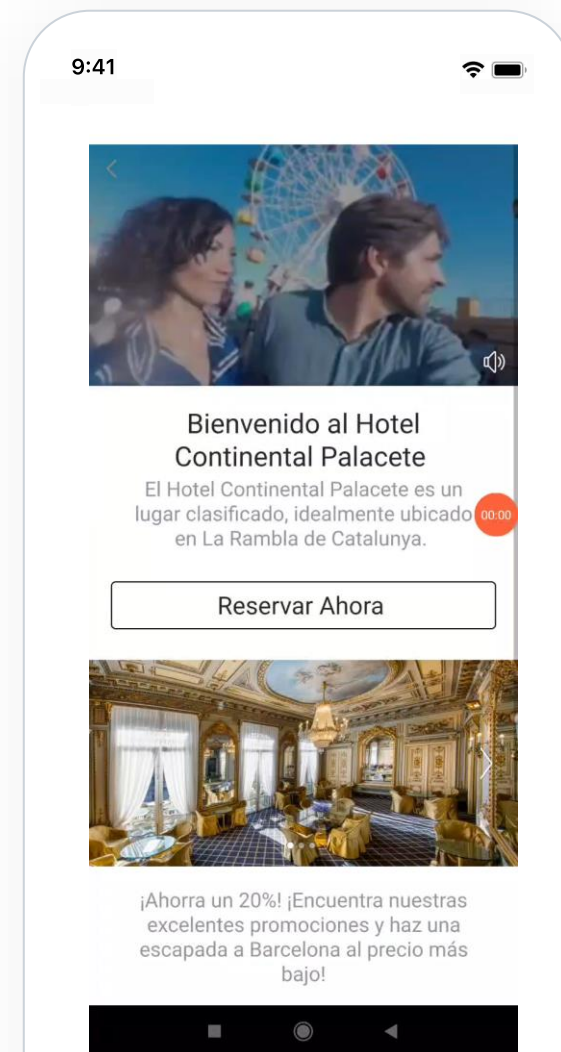 9:41
Bienvenido al Hotel
Continental Palacete
El Hotel Continental Palacete es un
lugar clasificado, idealmente ubicado
en La Rambla de Catalunya.
00:00
Reservar Ahora
¡Ahorra un 20%! ¡Encuentra nuestras
excelentes promociones y haz una
escapada a Barcelona al precio más
bajo!